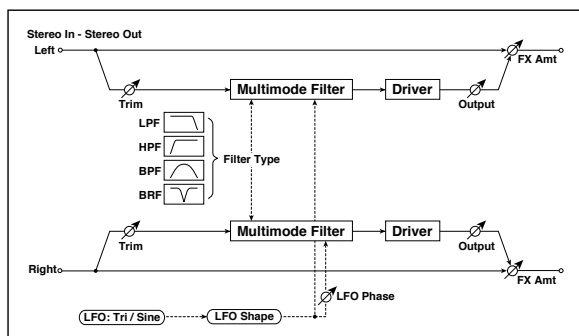 Stereo In - Stereo Out
Left
FX Amt
Trim
Multimode Filter
Driver
Output
LPF
HPF
BPF
BRF
Filter Type
Trim
Multimode Filter
Driver
Output
Right
FX Amt
LFO Phase
LFO: Tri / Sine
LFO Shape